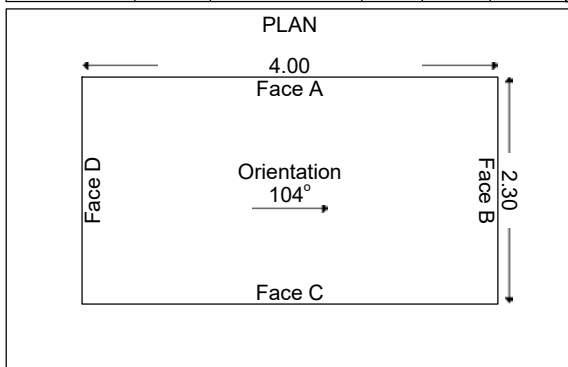 PLAN
4.00
Face A
Face D
Orientation
104°
Face B
2.30
Face C